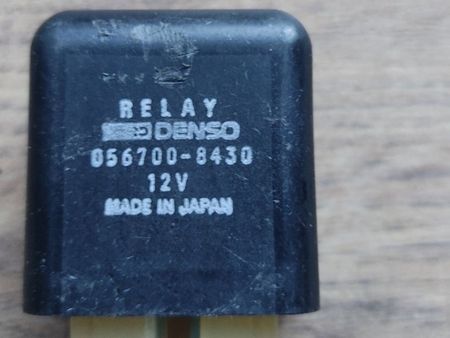 RELAY
DENSO
056700-8430
12V
MADE IN JAPAN